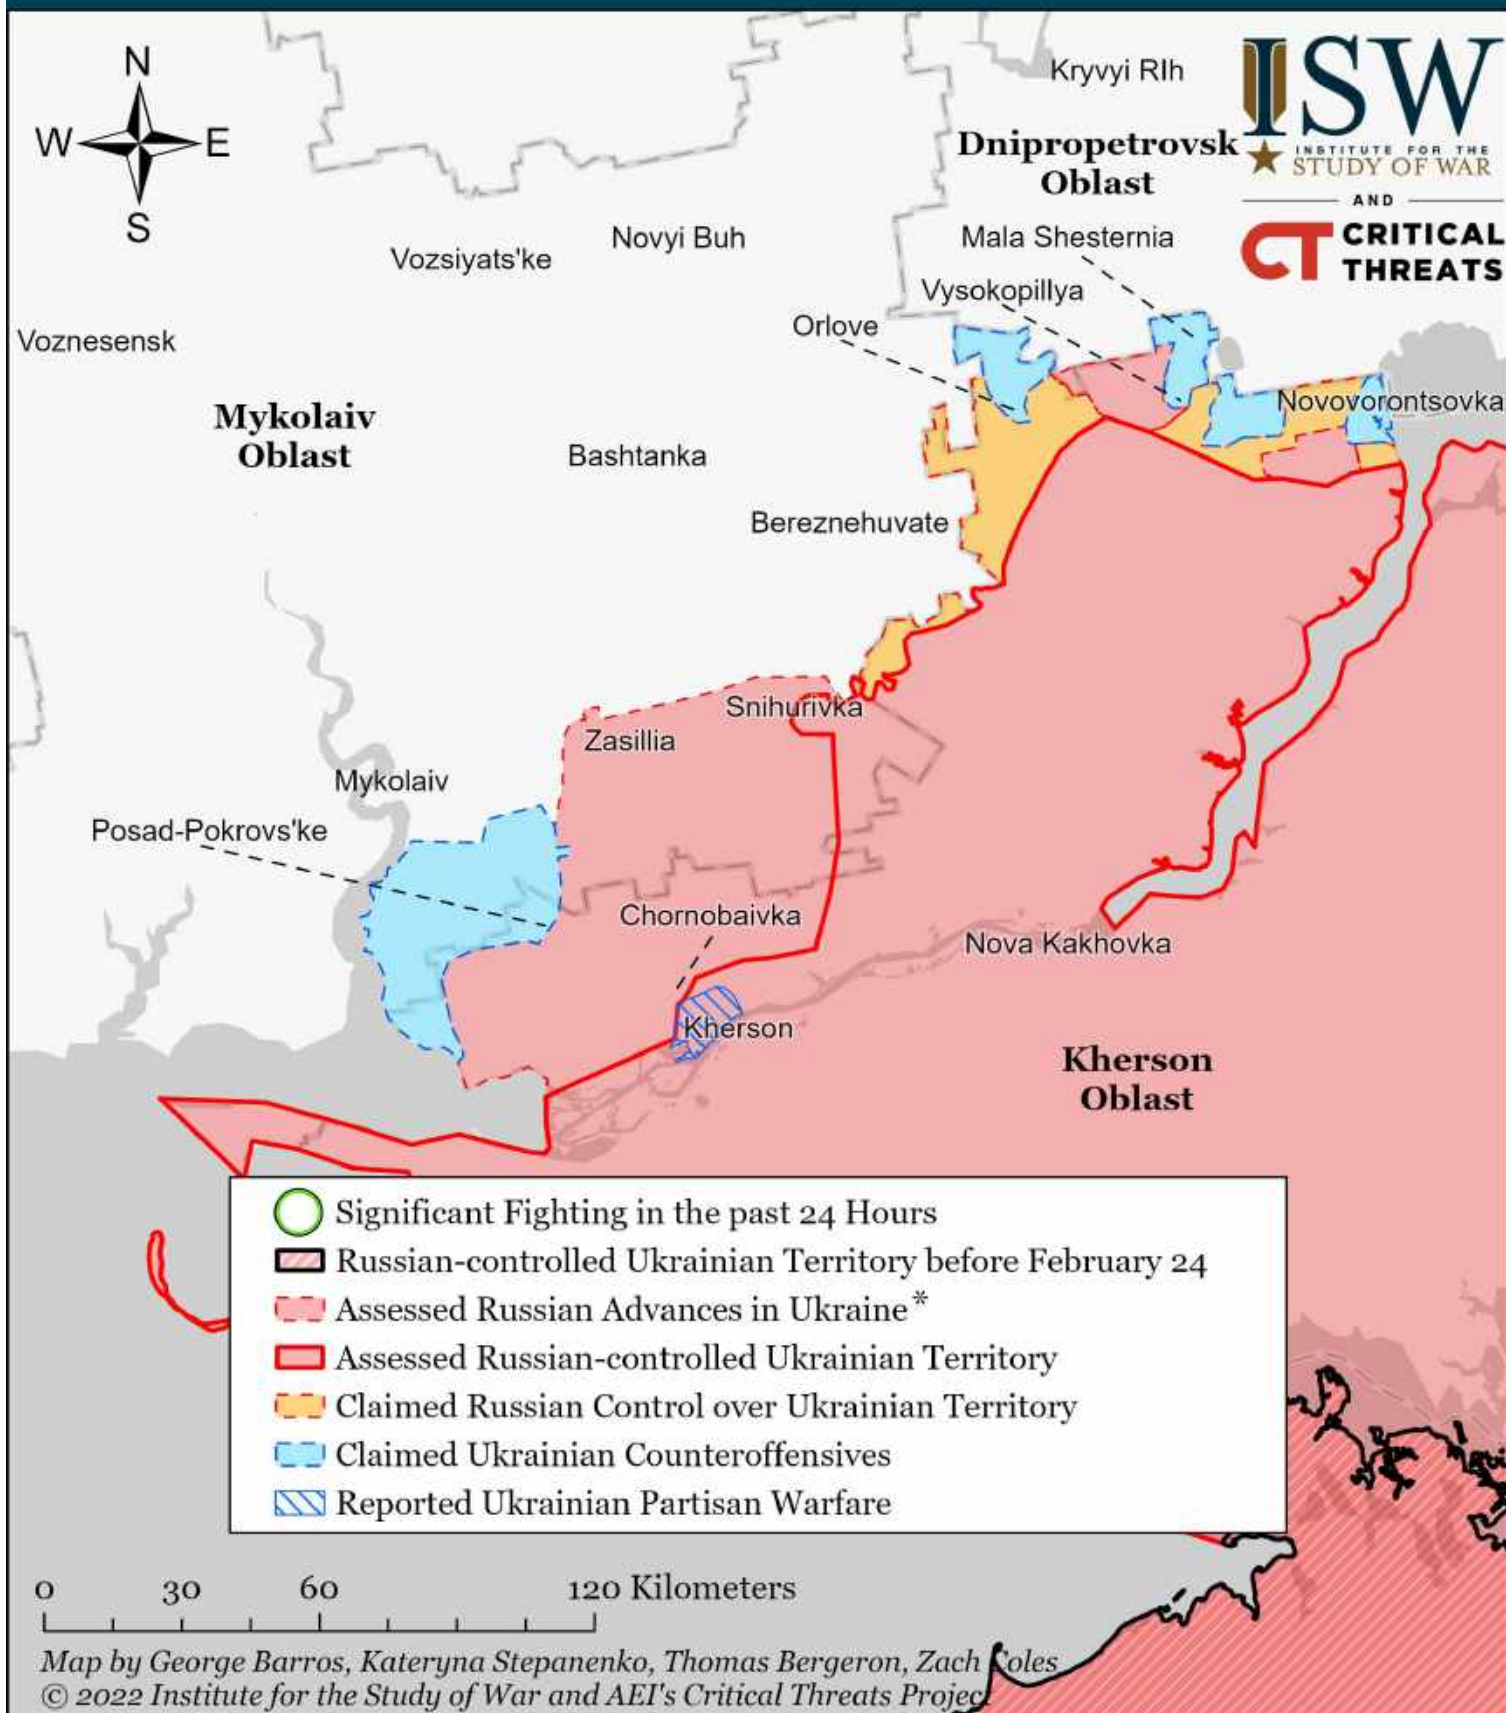 N
W E
S
Kryvyi RIh
ISW
INSTITUTE FOR THE
STUDY OF WAR
AND
CT CRITICAL
THREATS
Dnipropetrovsk
Oblast
Mala Shesternia
Novyi Buh
Vozsiyats'ke
Vysokopillya
Orlove
Voznesensk
Novovorontsovka
Mykolaiv
Oblast
Bashtanka
Bereznehuvate
Snihurivka
Zasillia
Mykolaiv
Posad-Pokrovs'ke
Chornobaivka
Nova Kakhovka
Kherson
Kherson
Oblast
Significant Fighting in the past 24 Hours
Russian-controlled Ukrainian Territory before February 24
Assessed Russian Advances in Ukraine*
Assessed Russian-controlled Ukrainian Territory
Claimed Russian Control over Ukrainian Territory
Claimed Ukrainian Counteroffensives
Reported Ukrainian Partisan Warfare
0 30 60 120 Kilometers
Map by George Barros, Kateryna Stepanenko, Thomas Bergeron, Zach Coles
© 2022 Institute for the Study of War and AEI's Critical Threats Project